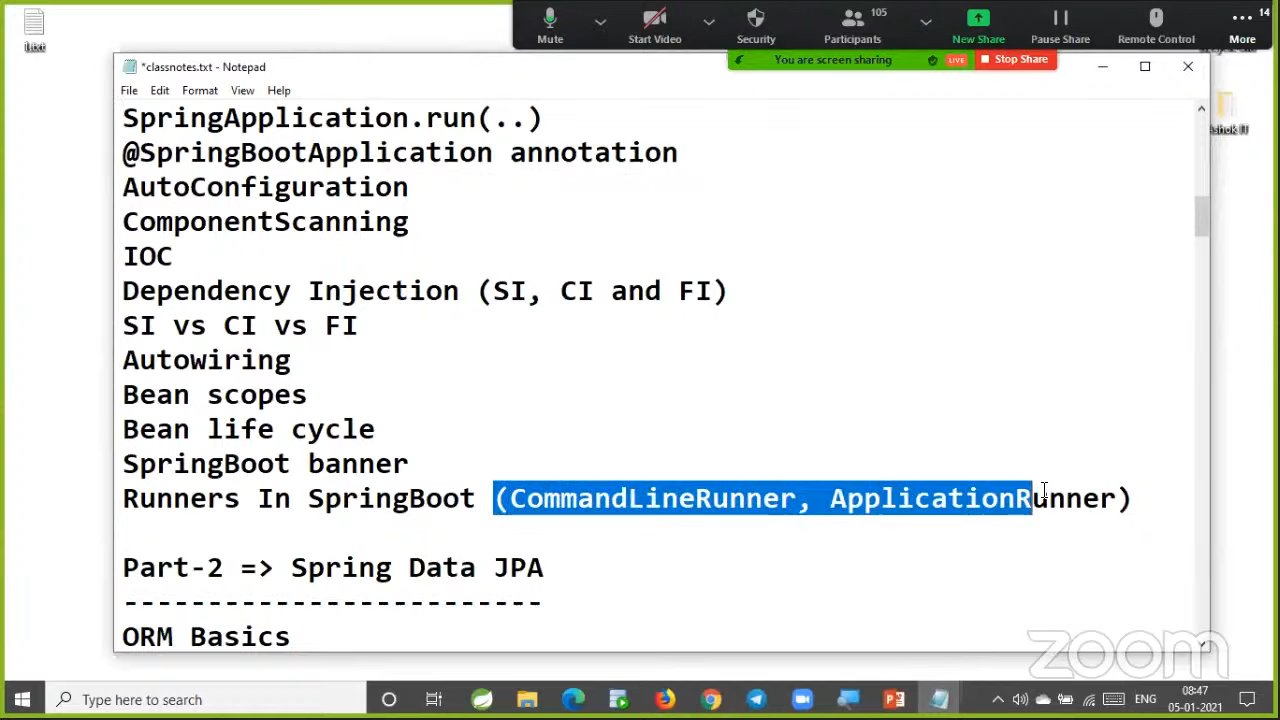 105
14
Mute
Start Video
Security
Participants
New Share
Pause Share
Remote Control
More
You are screen sharing
LIVE
Stop Share
1.txt
*classnotes.txt - Notepad
File Edit Format View Help
SpringApplication.run(..)
@SpringBootApplication annotation
AutoConfiguration
ComponentScanning
IOC
Dependency Injection (SI, CI and FI)
SI vs CI vs FI
Autowiring
Bean scopes
Bean life cycle
SpringBoot banner
Runners In SpringBoot (CommandLineRunner, ApplicationRunner)
Part-2 => Spring Data JPA
-------------------------
ORM Basics
zoom
Type here to search
ENG
08:47
05-01-2021